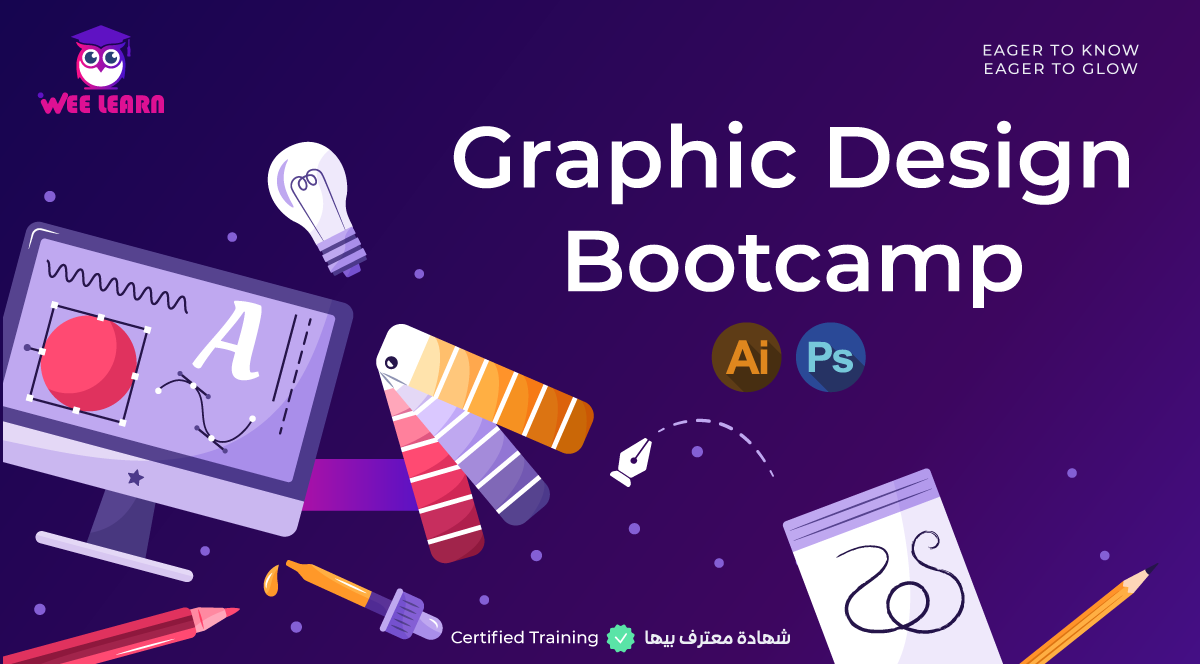 WEE LEARN
EAGER TO KNOW
EAGER TO GLOW
Graphic Design
Bootcamp
Ai Ps
A
Certified Training شهادة معترف بيها